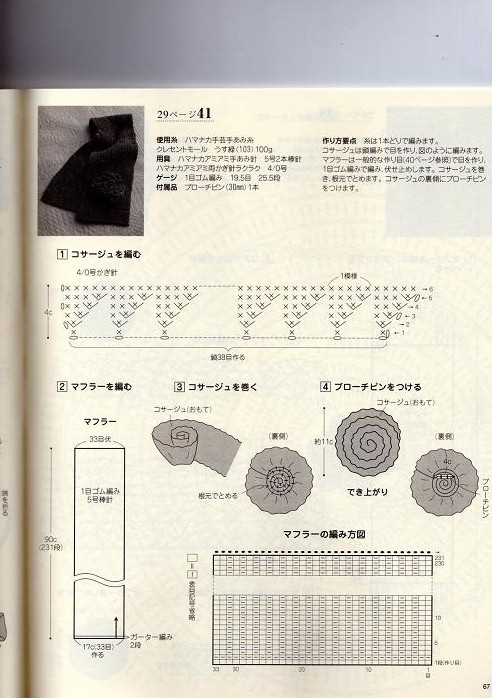 29ページ41
使用糸 ハマナカ手芸手あみ糸
クレセントモール うす緑(103)100g
用具 ハマナカアミアミ手あみ針 5号2本棒針
ハマナカアミアミ両かぎ針ラクラク 4/0号
ゲージ 1目ゴム編み 19.5目 25.5段
付属品 ブローチピン(30mm)1本
作り方要点 糸は1本どりで編みます。
コサージュは鎖編みで目を作り、図のように編みます。
マフラーは一般的な作り目(40ページ参照)で目を作り、
1目ゴム編みで編み、伏せ止めします。コサージュを巻
き、根元でとめます。コサージュの裏側にブローチピン
をつけます。
1 コサージュを編む
4/0号かぎ針
1模様
4c
→6
←5
→4
←3
→2
←1
鎖38目作る
2 マフラーを編む
マフラー
33目伏
1目ゴム編み
5号棒針
90c
(231段)
ガーター編み
2段
17c(33目)
作る
3 コサージュを巻く
コサージュ(おもて)
(裏側)
根元でとめる
4 ブローチピンをつける
コサージュ(おもて)
約11c
(裏側)
4c
でき上がり
ブローチピン
マフラーの編み方図
231
230
10
5
1段(作り目)
33
30
20
10
1
目
表目記号省略
67